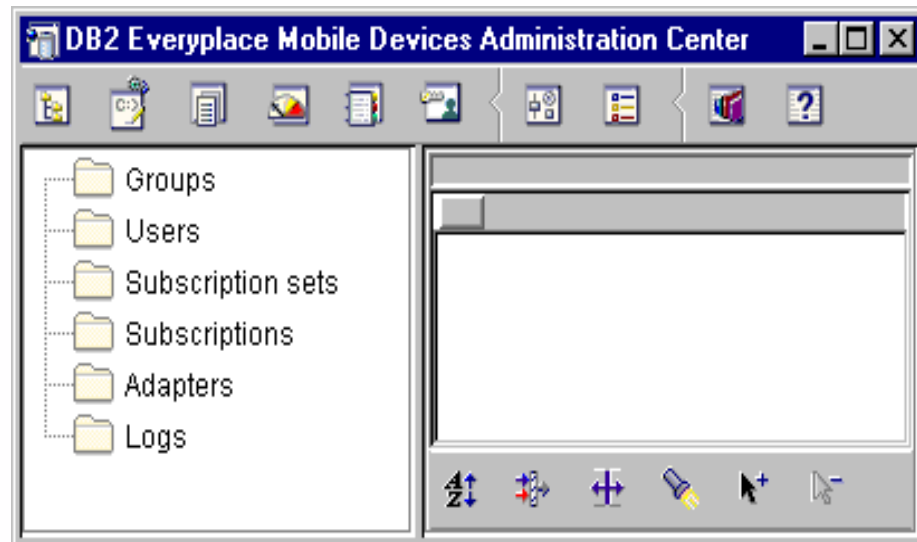 DB2 Everyplace Mobile Devices Administration Center
Groups
Users
Subscription sets
Subscriptions
Adapters
Logs